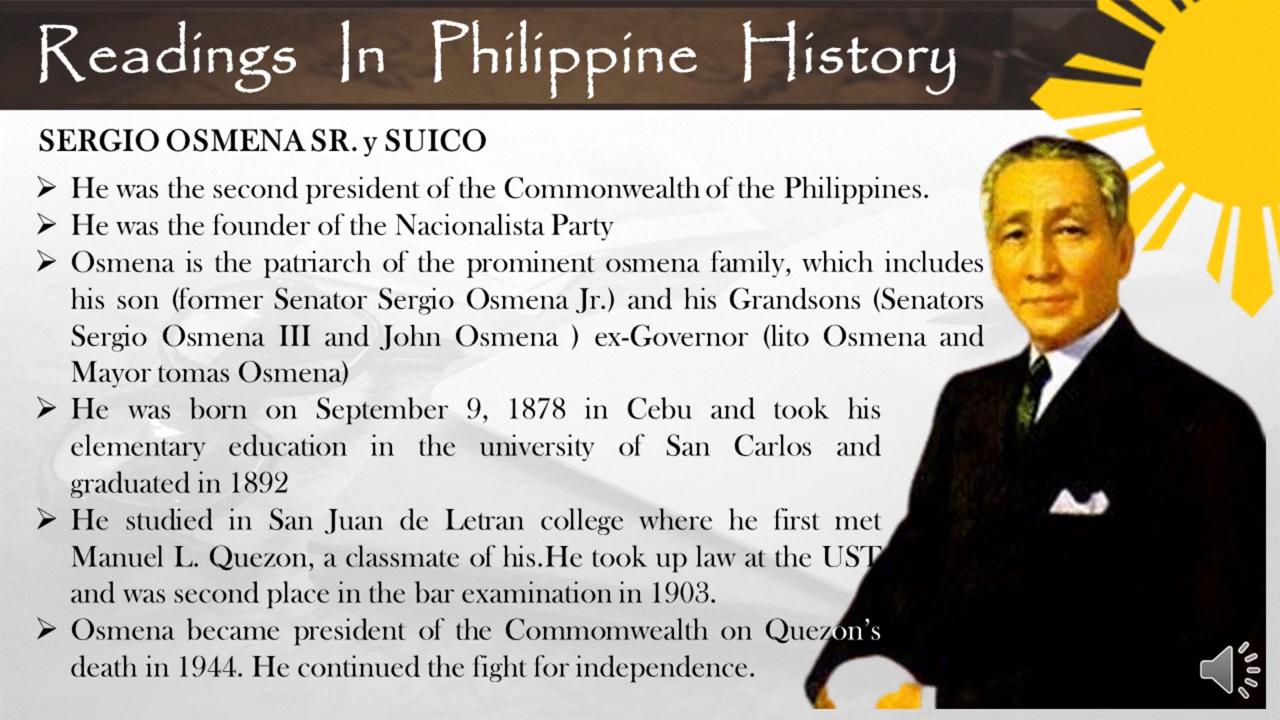 Readings In Philippine History
SERGIO OSMENA SR. y SUICO
➢ He was the second president of the Commonwealth of the Philippines.
➢ He was the founder of the Nacionalista Party
➢ Osmena is the patriarch of the prominent osmena family, which includes
his son (former Senator Sergio Osmena Jr.) and his Grandsons (Senators
Sergio Osmena III and John Osmena ) ex-Governor (lito Osmena and
Mayor tomas Osmena)
➢ He was born on September 9, 1878 in Cebu and took his
elementary education in the university of San Carlos and
graduated in 1892
➢ He studied in San Juan de Letran college where he first met
Manuel L. Quezon, a classmate of his.He took up law at the UST
and was second place in the bar examination in 1903.
➢ Osmena became president of the Commomwealth on Quezon's
death in 1944. He continued the fight for independence.